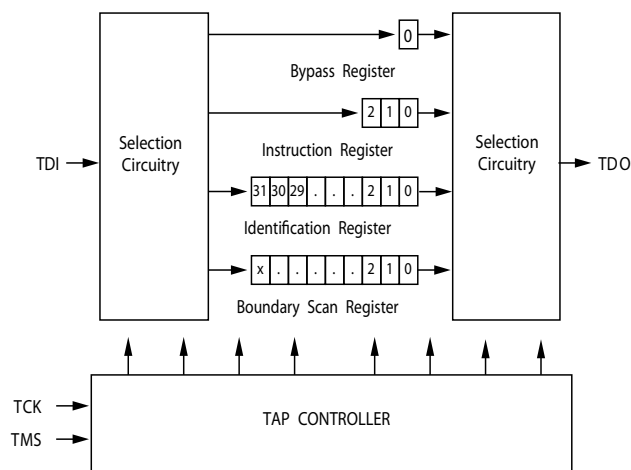 0
Bypass Register
2 1 0
Selection Circuitry
Selection Circuitry
TDI
Instruction Register
TDO
31 30 29 . . . 2 1 0
Identification Register
x . . . . . 2 1 0
Boundary Scan Register
TCK
TMS
TAP CONTROLLER